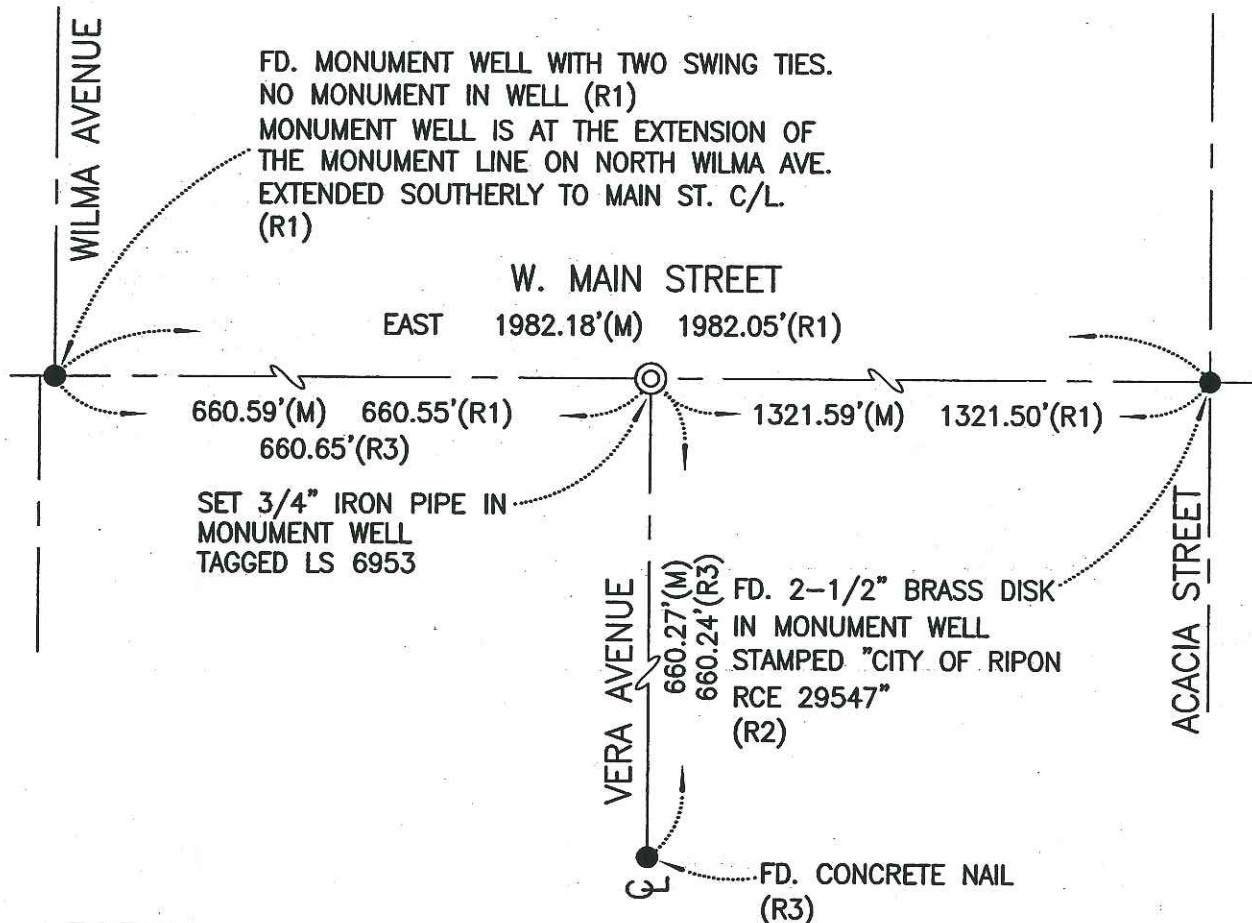 WILMA AVENUE
FD. MONUMENT WELL WITH TWO SWING TIES.
NO MONUMENT IN WELL (R1)
MONUMENT WELL IS AT THE EXTENSION OF
THE MONUMENT LINE ON NORTH WILMA AVE.
EXTENDED SOUTHERLY TO MAIN ST. C/L.
(R1)
W. MAIN STREET
EAST 1982.18'(M) 1982.05'(R1)
660.59'(M) 660.55'(R1)
660.65'(R3)
1321.59'(M) 1321.50'(R1)
SET 3/4" IRON PIPE IN
MONUMENT WELL
TAGGED LS 6953
VERA AVENUE
660.27'(M)
660.24'(R3)
FD. 2-1/2" BRASS DISK
IN MONUMENT WELL
STAMPED "CITY OF RIPON
RCE 29547"
(R2)
ACACIA STREET
CL
FD. CONCRETE NAIL
(R3)